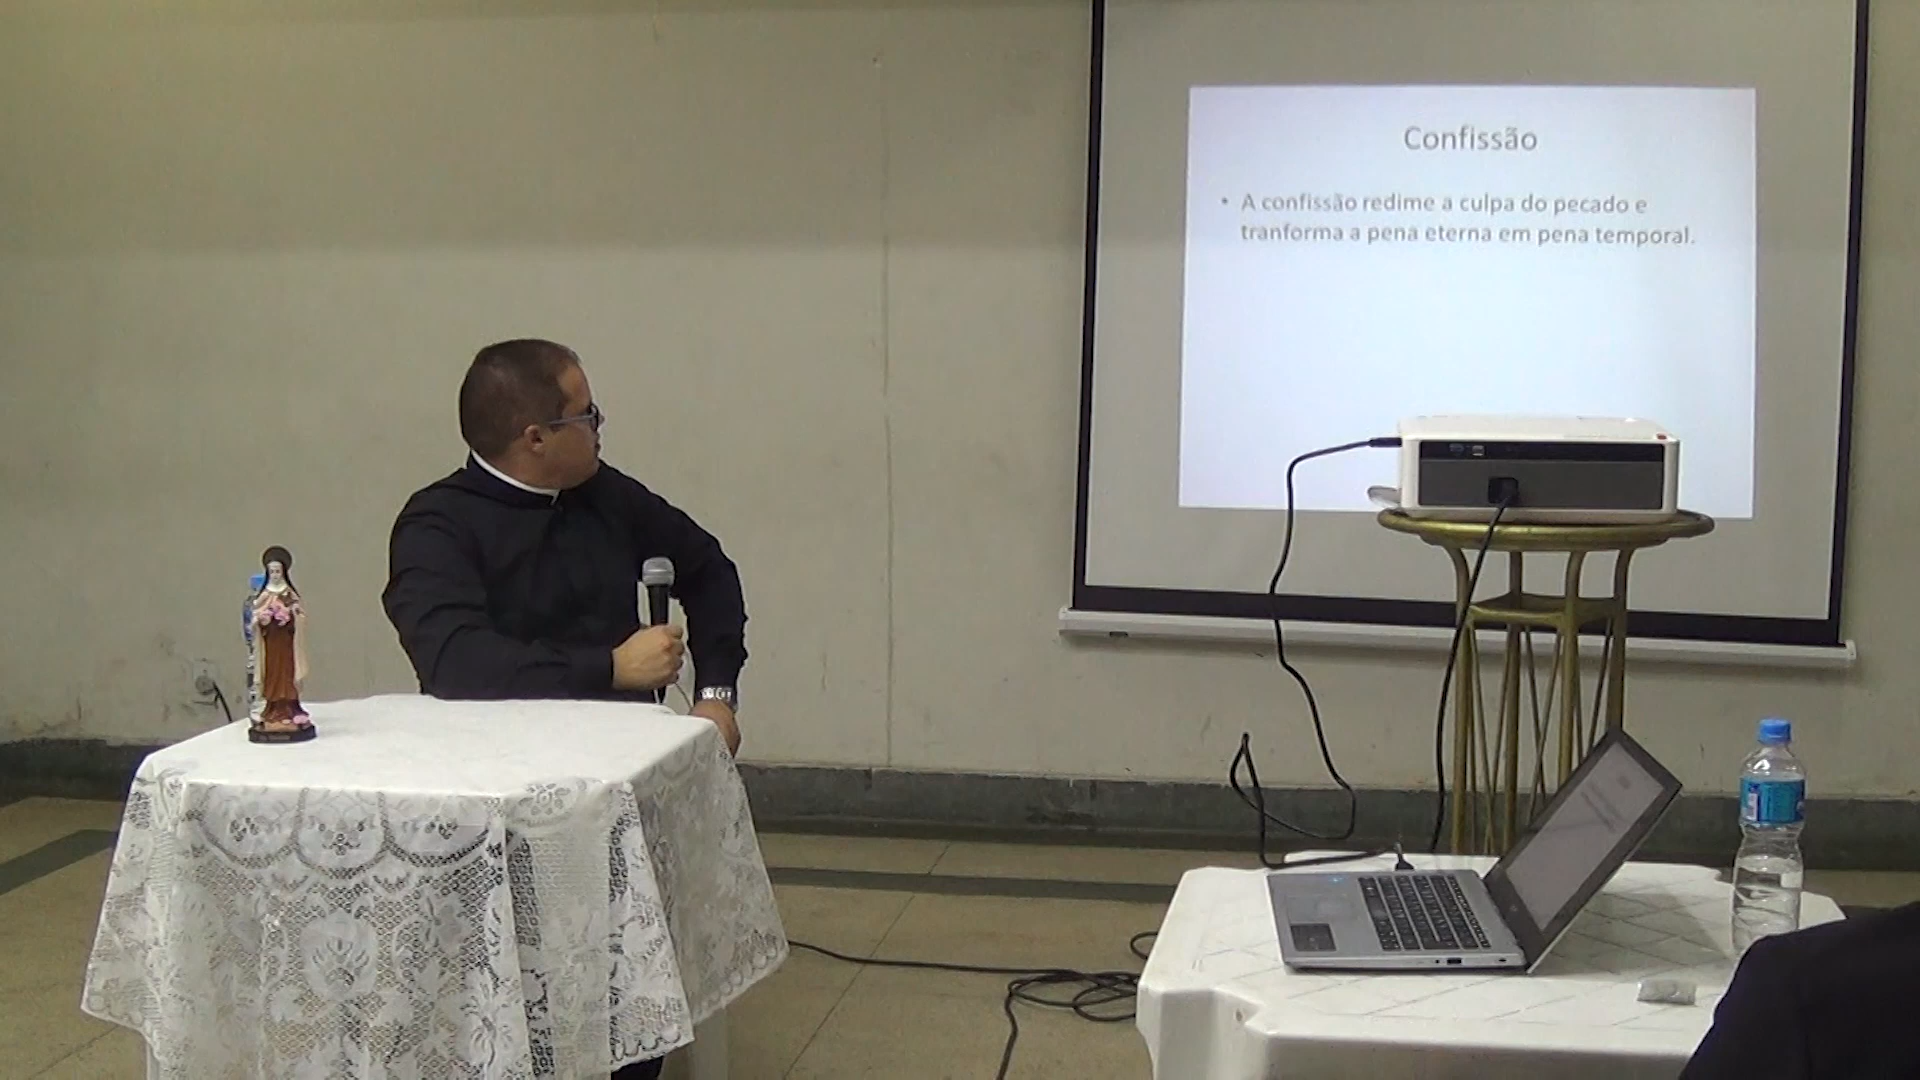 Confissão
• A confissão redime a culpa do pecado e
tranforma a pena eterna em pena temporal.